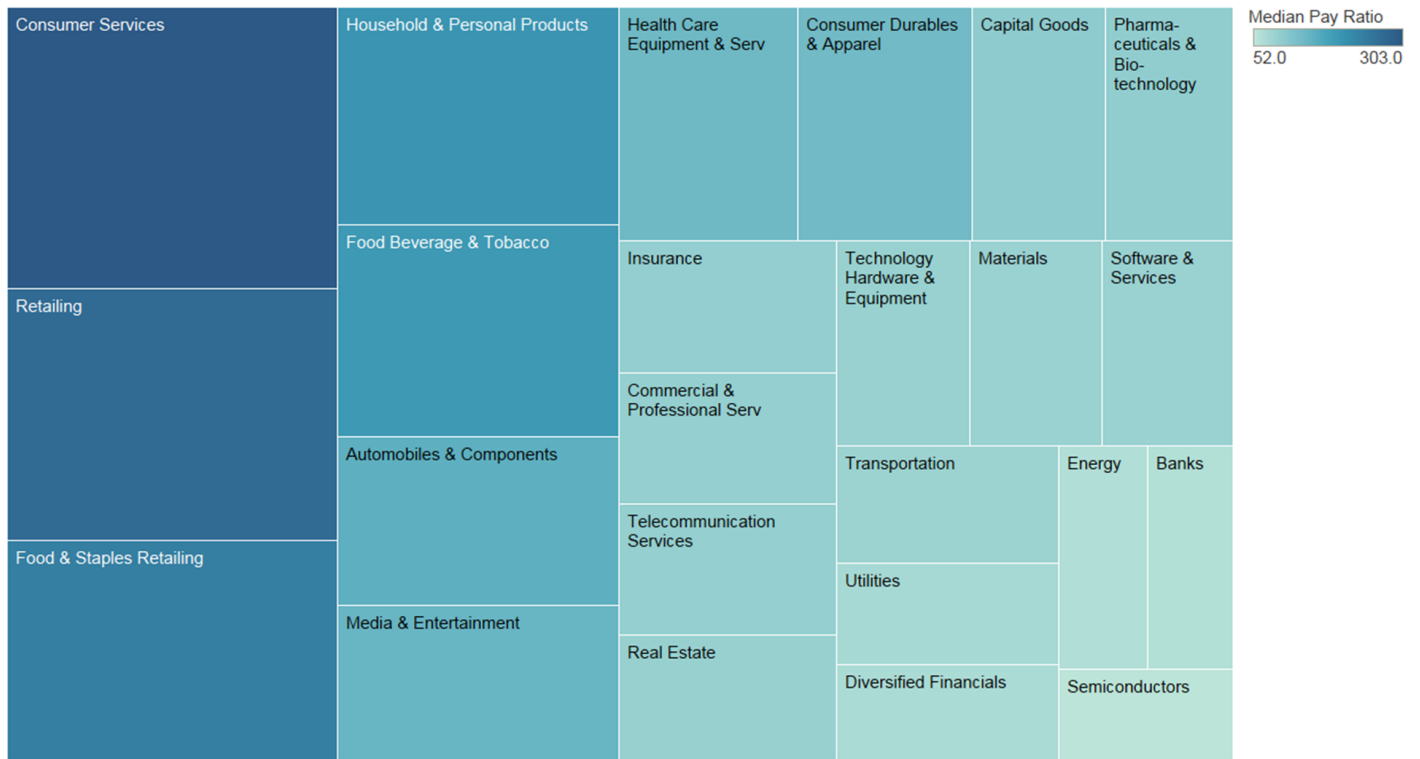 Consumer Services
Retailing
Food & Staples Retailing
Household & Personal Products
Food Beverage & Tobacco
Automobiles & Components
Media & Entertainment
Health Care
Equipment & Serv
Consumer Durables
& Apparel
Capital Goods
Pharma-
ceuticals &
Bio-
technology
Insurance
Commercial &
Professional Serv
Telecommunication
Services
Real Estate
Technology
Hardware &
Equipment
Materials
Software &
Services
Transportation
Utilities
Diversified Financials
Energy
Banks
Semiconductors
Median Pay Ratio
52.0 303.0